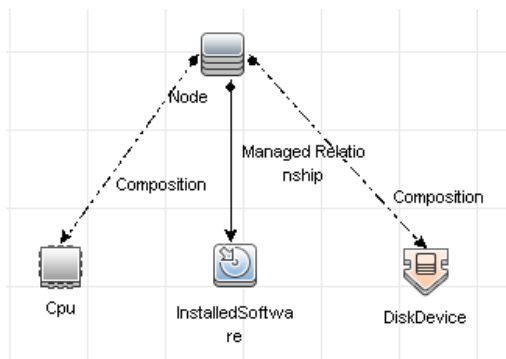 Node
Managed Relatio
nship
Composition
Composition
Cpu
InstalledSoftwa
re
DiskDevice